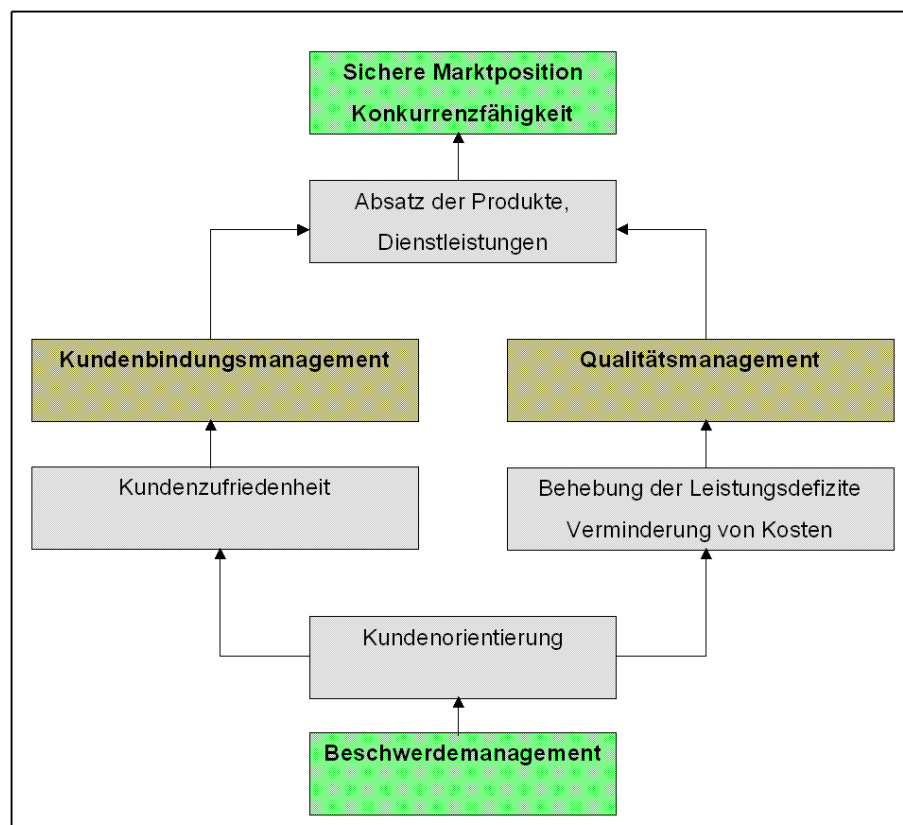 Sichere Marktposition
Konkurrenzfähigkeit
Absatz der Produkte,
Dienstleistungen
Kundenbindungsmanagement
Qualitätsmanagement
Kundenzufriedenheit
Behebung der Leistungsdefizite
Verminderung von Kosten
Kundenorientierung
Beschwerdemanagement